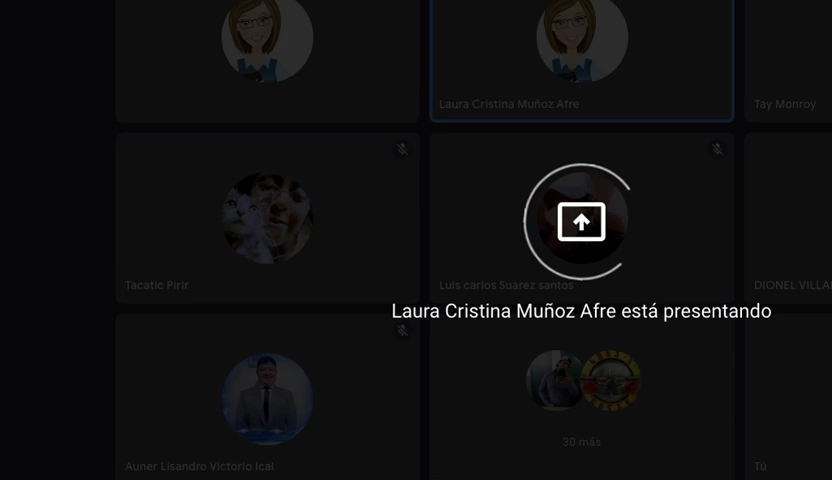 Laura Cristina Muñoz Afre
Tay Monroy
Tacatic Pirir
Luis carlos Suarez santos
DIONEL VILLA
Laura Cristina Muñoz Afre está presentando
Auner Lisandro Victorio Ical
30 más
Tú